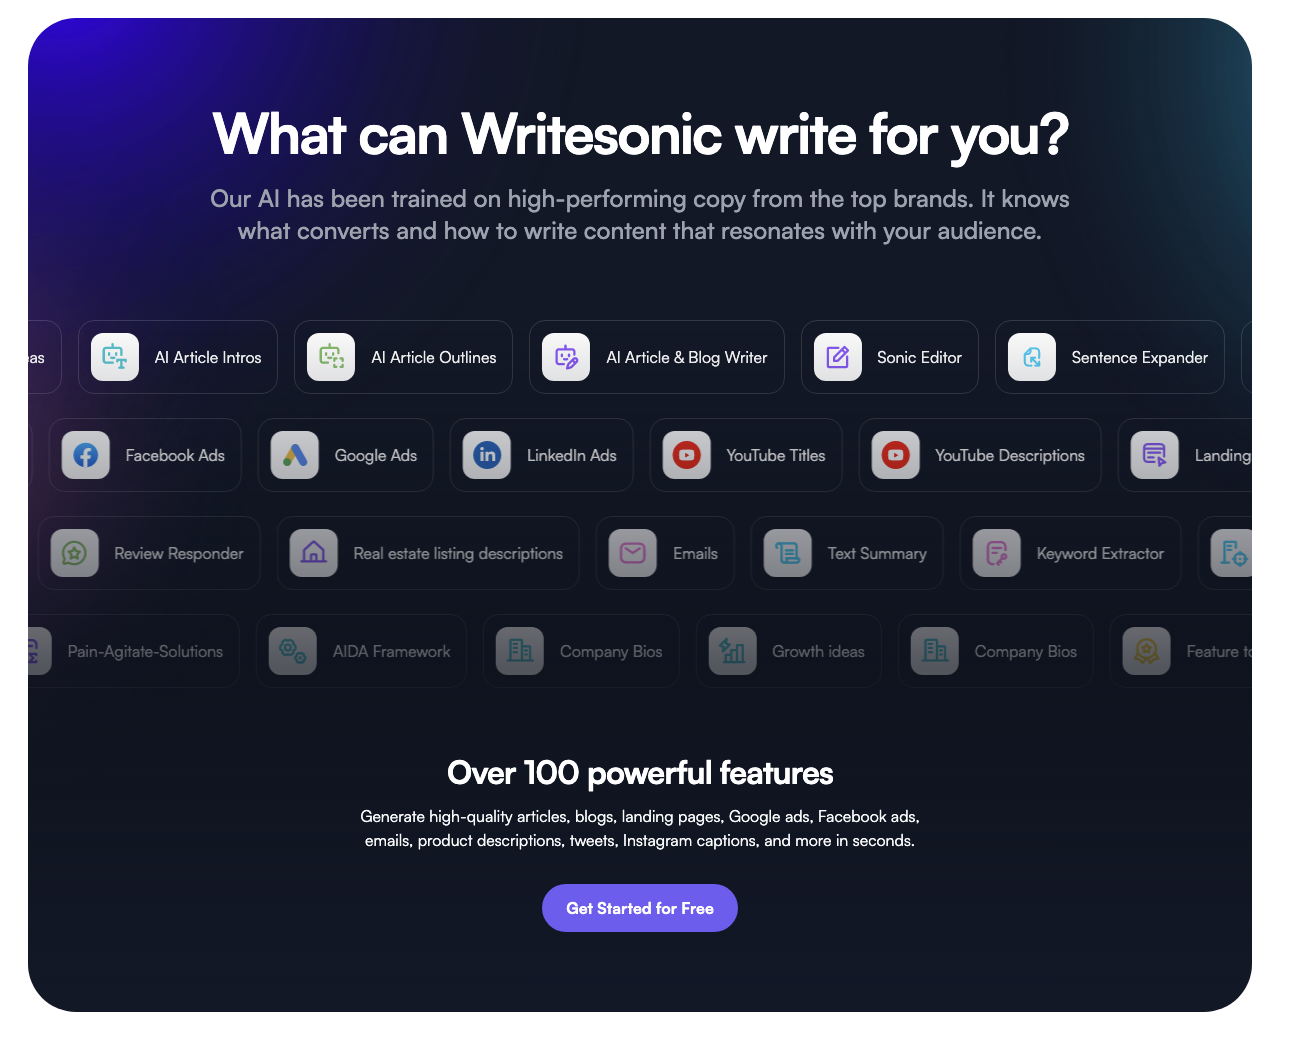 What can Writesonic write for you?
Our AI has been trained on high-performing copy from the top brands. It knows
what converts and how to write content that resonates with your audience.
AI Article Intros AI Article Outlines AI Article & Blog Writer Sonic Editor Sentence Expander
Facebook Ads Google Ads LinkedIn Ads YouTube Titles YouTube Descriptions Landing
Review Responder Real estate listing descriptions Emails Text Summary Keyword Extractor
Pain-Agitate-Solutions AIDA Framework Company Bios Growth ideas Company Bios Feature
Over 100 powerful features
Generate high-quality articles, blogs, landing pages, Google ads, Facebook ads,
emails, product descriptions, tweets, Instagram captions, and more in seconds.
Get Started for Free